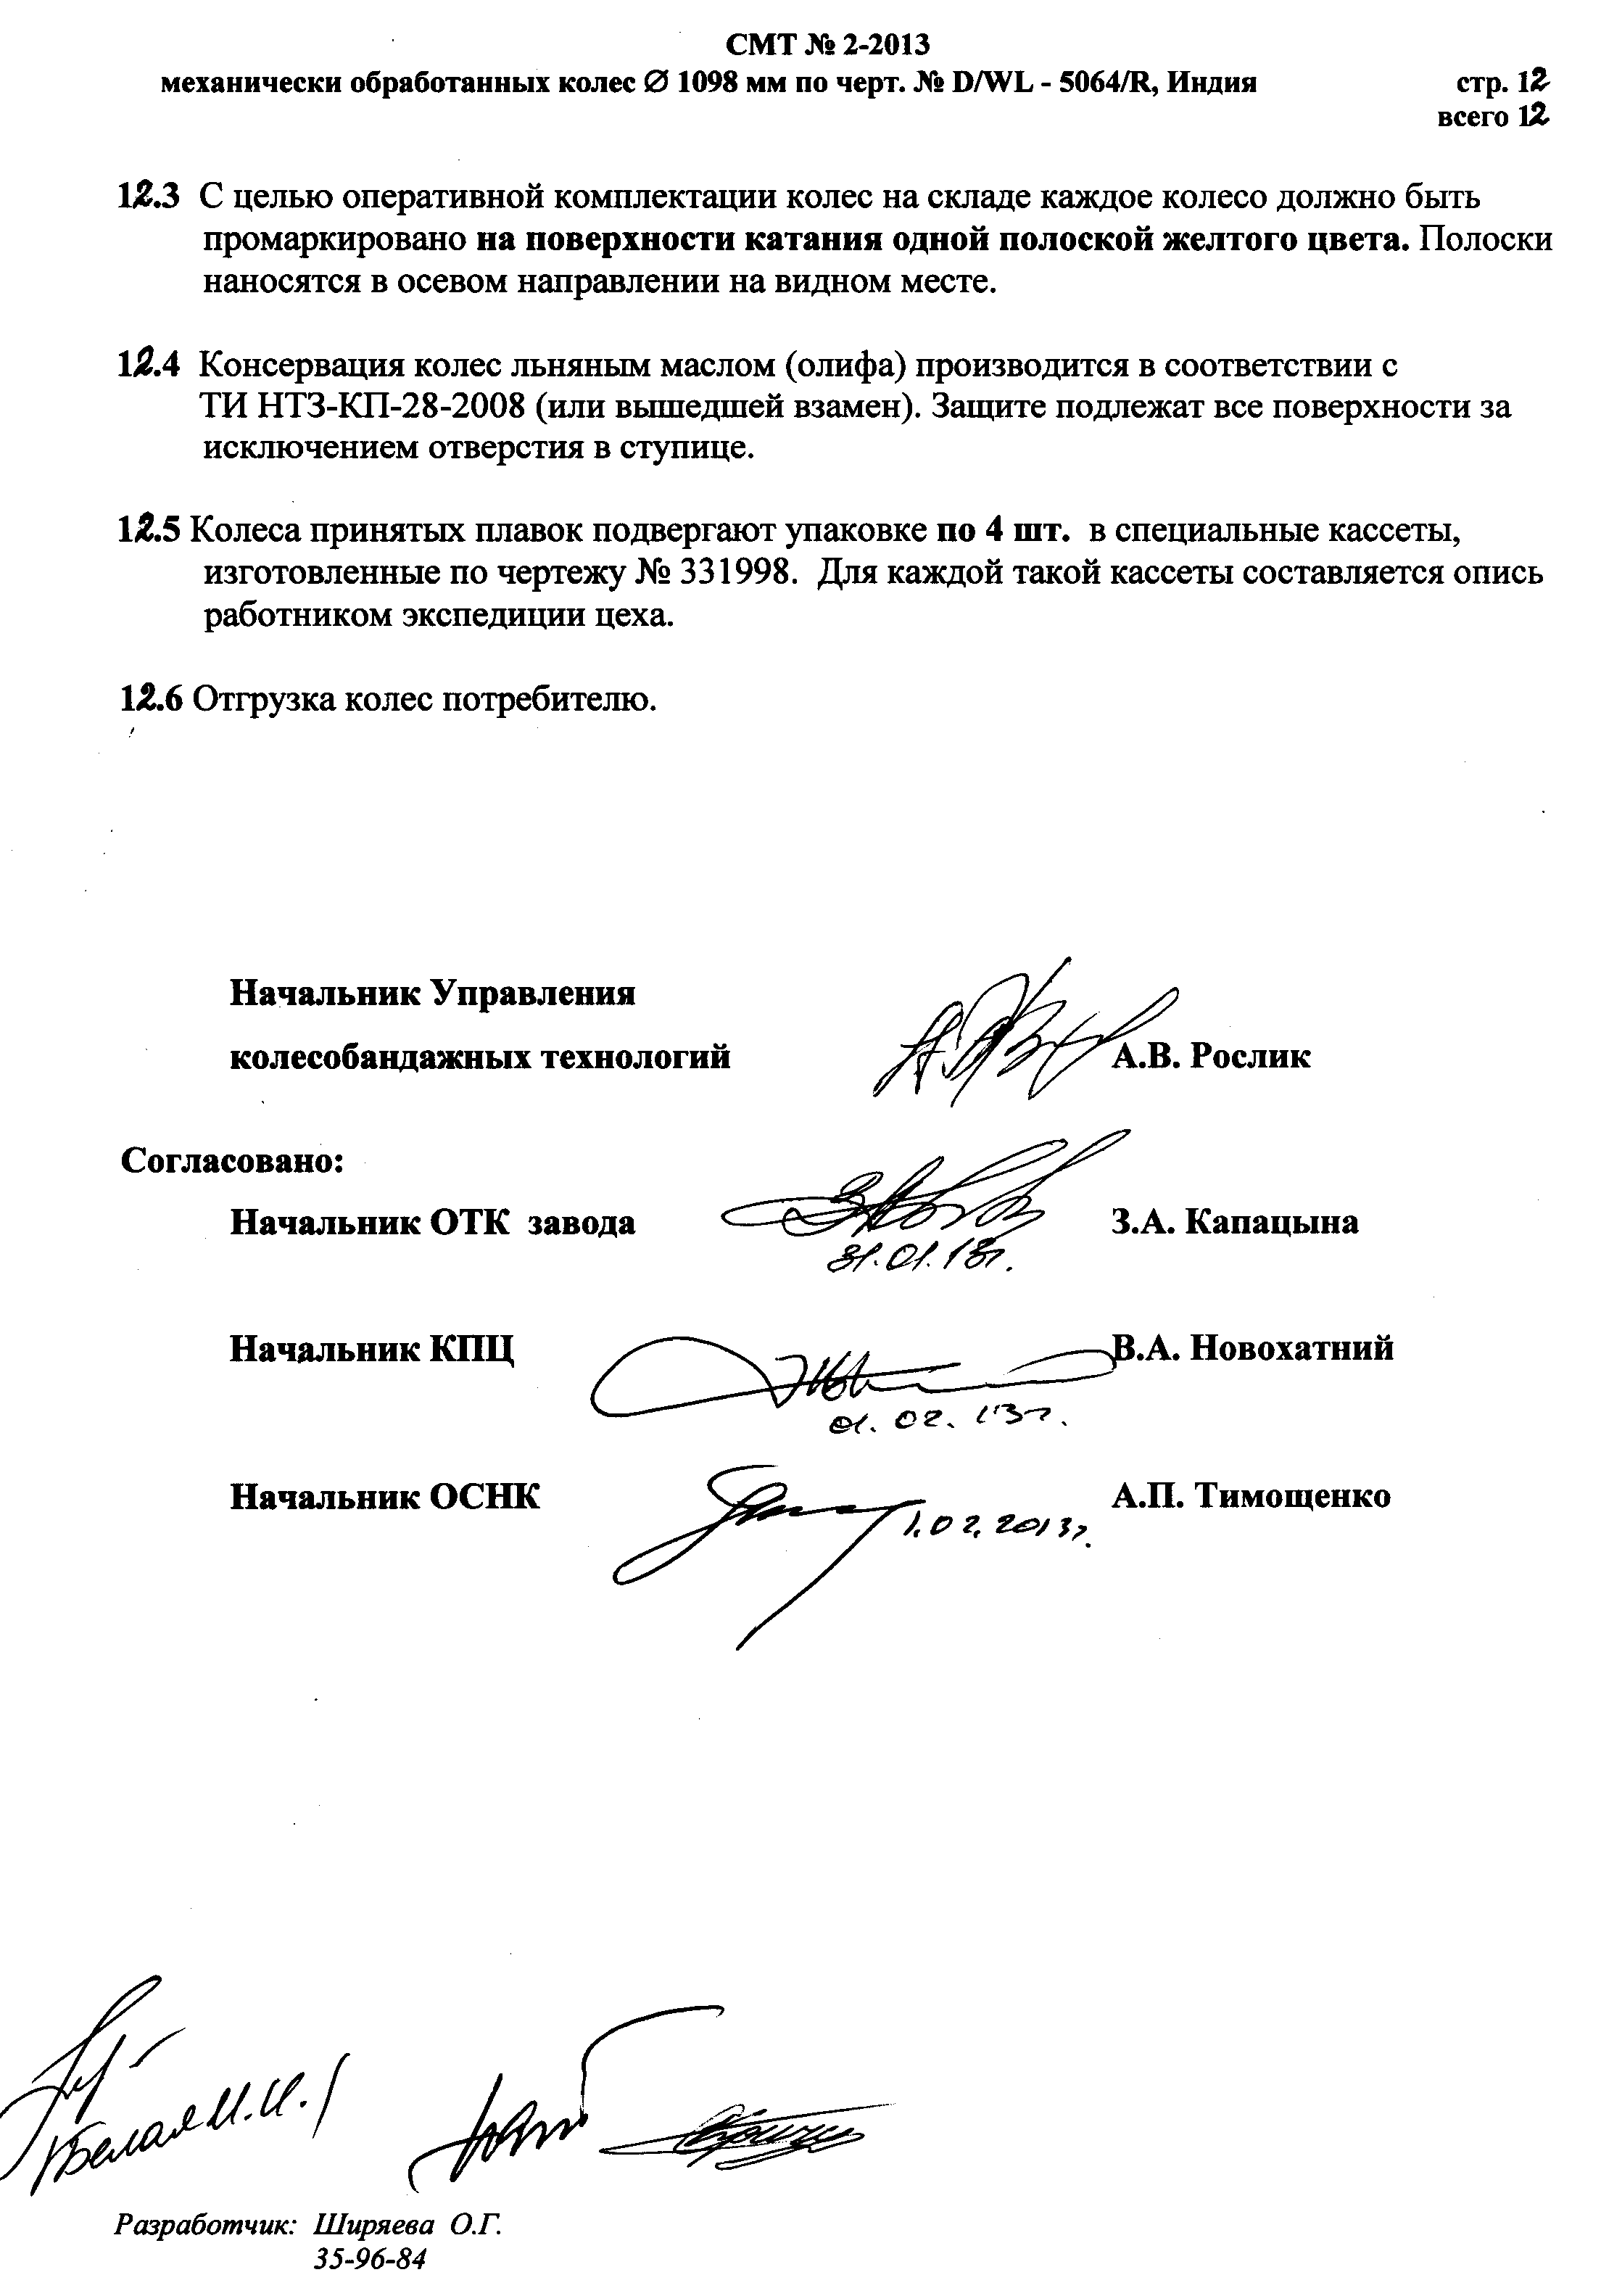 СМТ № 2-2013
механически обработанных колес Ø 1098 мм по черт. № D/WL - 5064/R, Индия стр. 12
всего 12
12.3 С целью оперативной комплектации колес на складе каждое колесо должно быть
промаркировано на поверхности катания одной полоской желтого цвета. Полоски
наносятся в осевом направлении на видном месте.
12.4 Консервация колес льняным маслом (олифа) производится в соответствии с
ТИ НТЗ-КП-28-2008 (или вышедшей взамен). Защите подлежат все поверхности за
исключением отверстия в ступице.
12.5 Колеса принятых плавок подвергают упаковке по 4 шт. в специальные кассеты,
изготовленные по чертежу № 331998. Для каждой такой кассеты составляется опись
работником экспедиции цеха.
12.6 Отгрузка колес потребителю.
Начальник Управления
колесобандажных технологий А.В. Рослик
Согласовано:
Начальник ОТК завода З.А. Капацына
31.01.13г.
Начальник КПЦ В.А. Новохатний
01.02.13г.
Начальник ОСНК А.П. Тимощенко
1.02.2013г.
Белая И.И.
Разработчик: Ширяева О.Г.
35-96-84